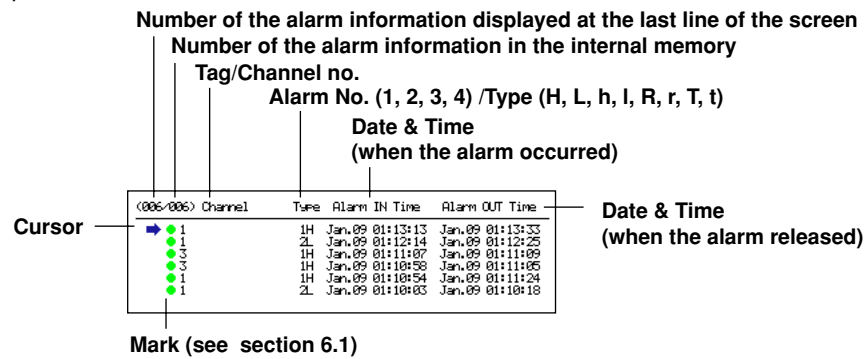 Number of the alarm information displayed at the last line of the screen
Number of the alarm information in the internal memory
Tag/Channel no.
Alarm No. (1, 2, 3, 4) /Type (H, L, h, l, R, r, T, t)
Date & Time
(when the alarm occurred)
(006/006) Channel Type Alarm IN Time Alarm OUT Time
Cursor
Date & Time
(when the alarm released)
1 1H Jan.09 01:13:13 Jan.09 01:13:33
1 2L Jan.09 01:12:14 Jan.09 01:12:25
3 1H Jan.09 01:11:07 Jan.09 01:11:09
3 1H Jan.09 01:10:58 Jan.09 01:11:05
1 1H Jan.09 01:10:54 Jan.09 01:11:24
1 2L Jan.09 01:10:03 Jan.09 01:10:18
Mark (see section 6.1)